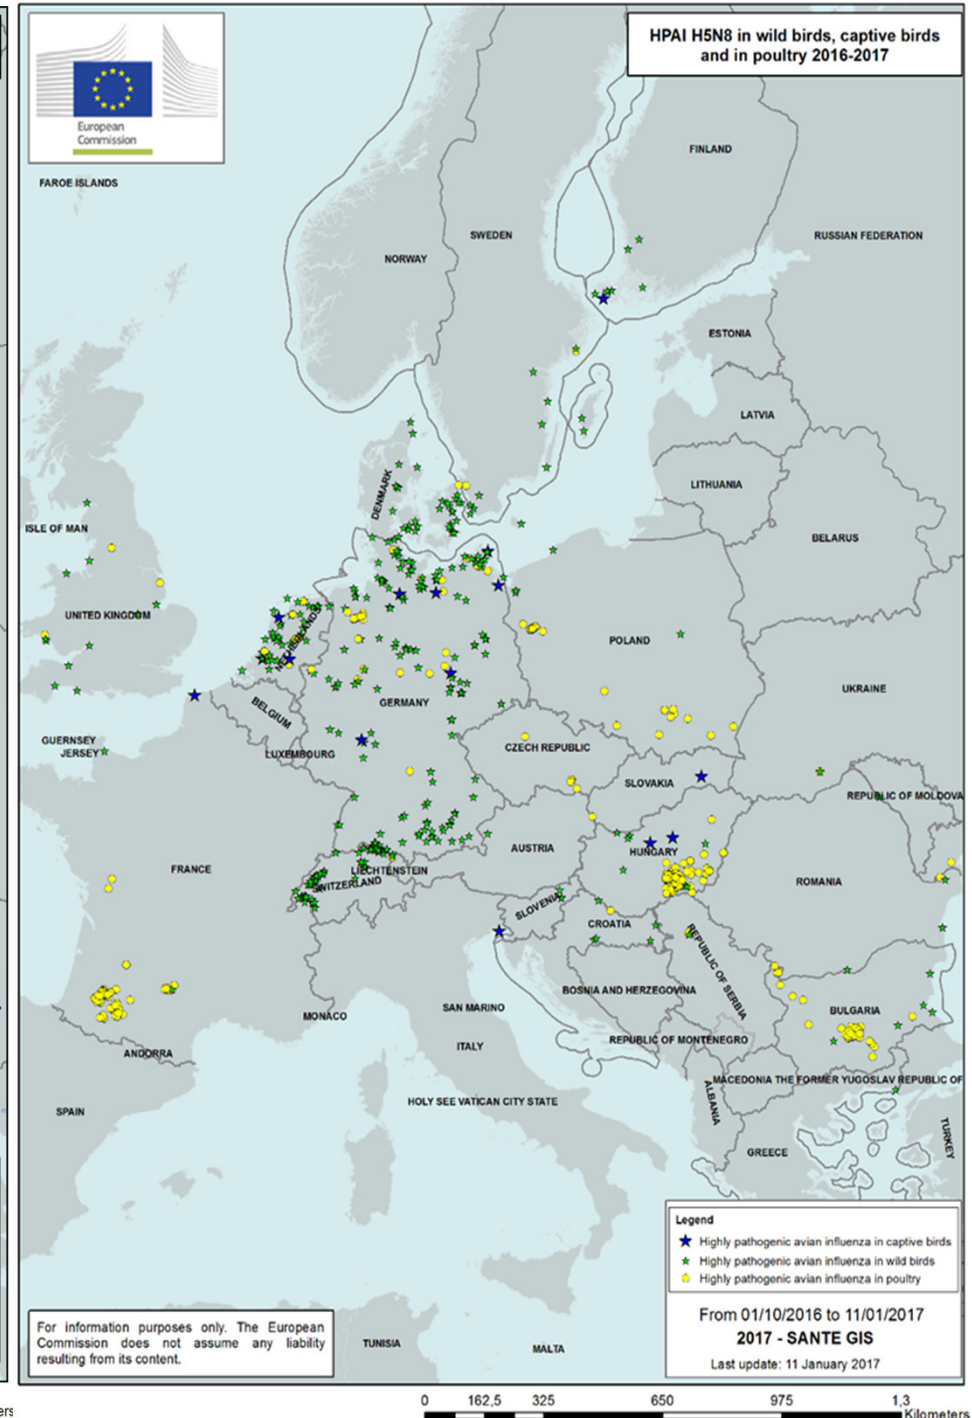 HPAI H5N8 in wild birds, captive birds
and in poultry 2016-2017
European
Commission
FINLAND
FAROE ISLANDS
SWEDEN
RUSSIAN FEDERATION
NORWAY
ESTONIA
LATVIA
DENMARK
LITHUANIA
ISLE OF MAN
BELARUS
UNITED KINGDOM
NETHERLANDS
POLAND
UKRAINE
GERMANY
BELGIUM
GUERNSEY
JERSEY
LUXEMBOURG
CZECH REPUBLIC
SLOVAKIA
REPUBLIC OF MOLDOVA
AUSTRIA
HUNGARY
FRANCE
LIECHTENSTEIN
SWITZERLAND
ROMANIA
SLOVENIA
CROATIA
REPUBLIC OF SERBIA
BOSNIA AND HERZEGOVINA
SAN MARINO
MONACO
BULGARIA
ITALY
REPUBLIC OF MONTENEGRO
ANDORRA
MACEDONIA THE FORMER YUGOSLAV REPUBLIC OF
ALBANIA
HOLY SEE VATICAN CITY STATE
SPAIN
TURKEY
GREECE
Legend
Highly pathogenic avian influenza in captive birds
Highly pathogenic avian influenza in wild birds
Highly pathogenic avian influenza in poultry
From 01/10/2016 to 11/01/2017
2017 - SANTE GIS
Last update: 11 January 2017
For information purposes only. The European
Commission does not assume any liability
resulting from its content.
TUNISIA
MALTA
0 162,5 325 650 975 1,3
Kilometers
ers